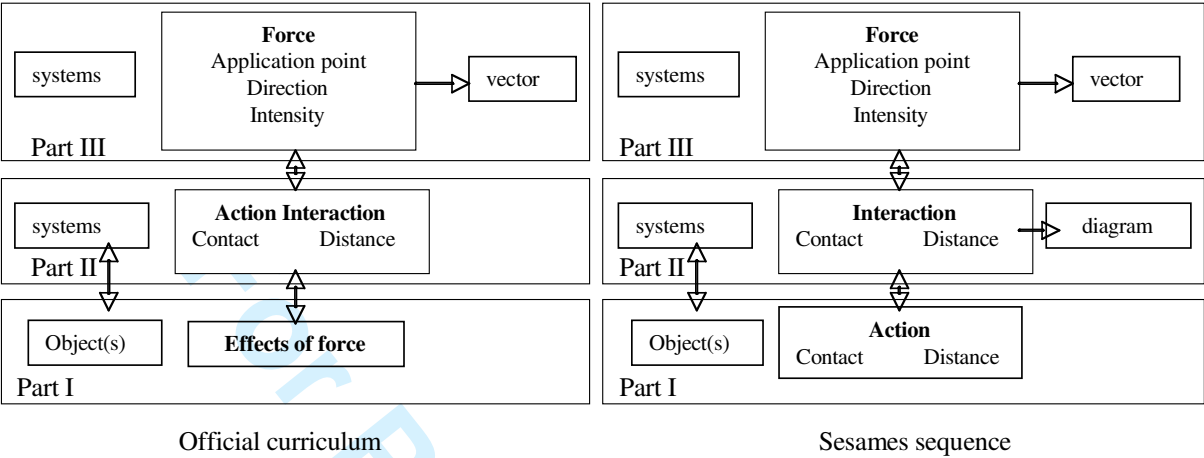 Force
Application point
Direction
Intensity
systems
vector
Part III
Action Interaction
Contact Distance
systems
Part II
Object(s)
Effects of force
Part I
Official curriculum
Force
Application point
Direction
Intensity
systems
vector
Part III
Interaction
Contact Distance
systems
diagram
Part II
Action
Contact Distance
Object(s)
Part I
Sesames sequence